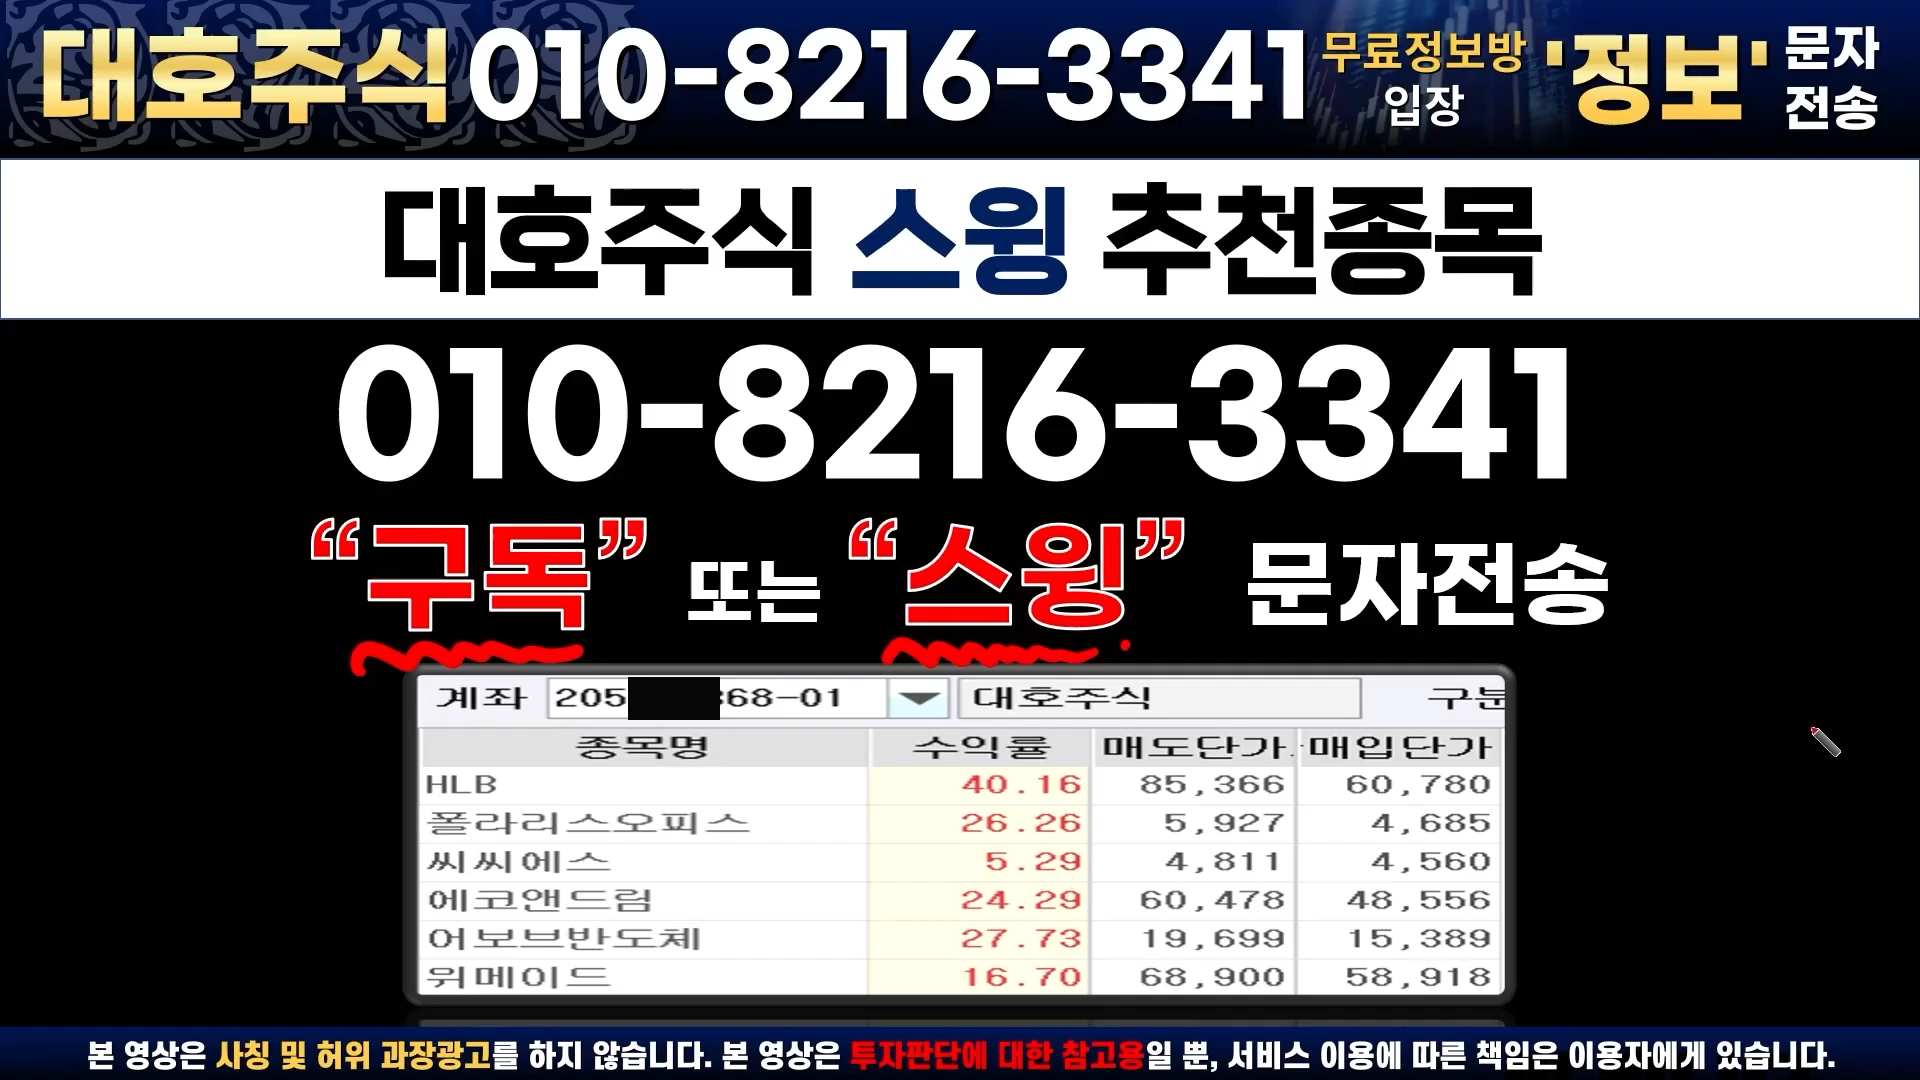 대호주식 010-8216-3341 무료정보방 입장 '정보' 문자 전송
대호주식 스윙 추천종목
010-8216-3341
“구독” 또는 “스윙” 문자전송
계좌 205 368-01 대호주식 구분
종목명 수익률 매도단가 매입단가
HLB 40.16 85,366 60,780
폴라리스오피스 26.26 5,927 4,685
씨씨에스 5.29 4,811 4,560
에코앤드림 24.29 60,478 48,556
어보브반도체 27.73 19,699 15,389
위메이드 16.70 68,900 58,918
본 영상은 사칭 및 허위 과장광고를 하지 않습니다. 본 영상은 투자판단에 대한 참고용일 뿐, 서비스 이용에 따른 책임은 이용자에게 있습니다.